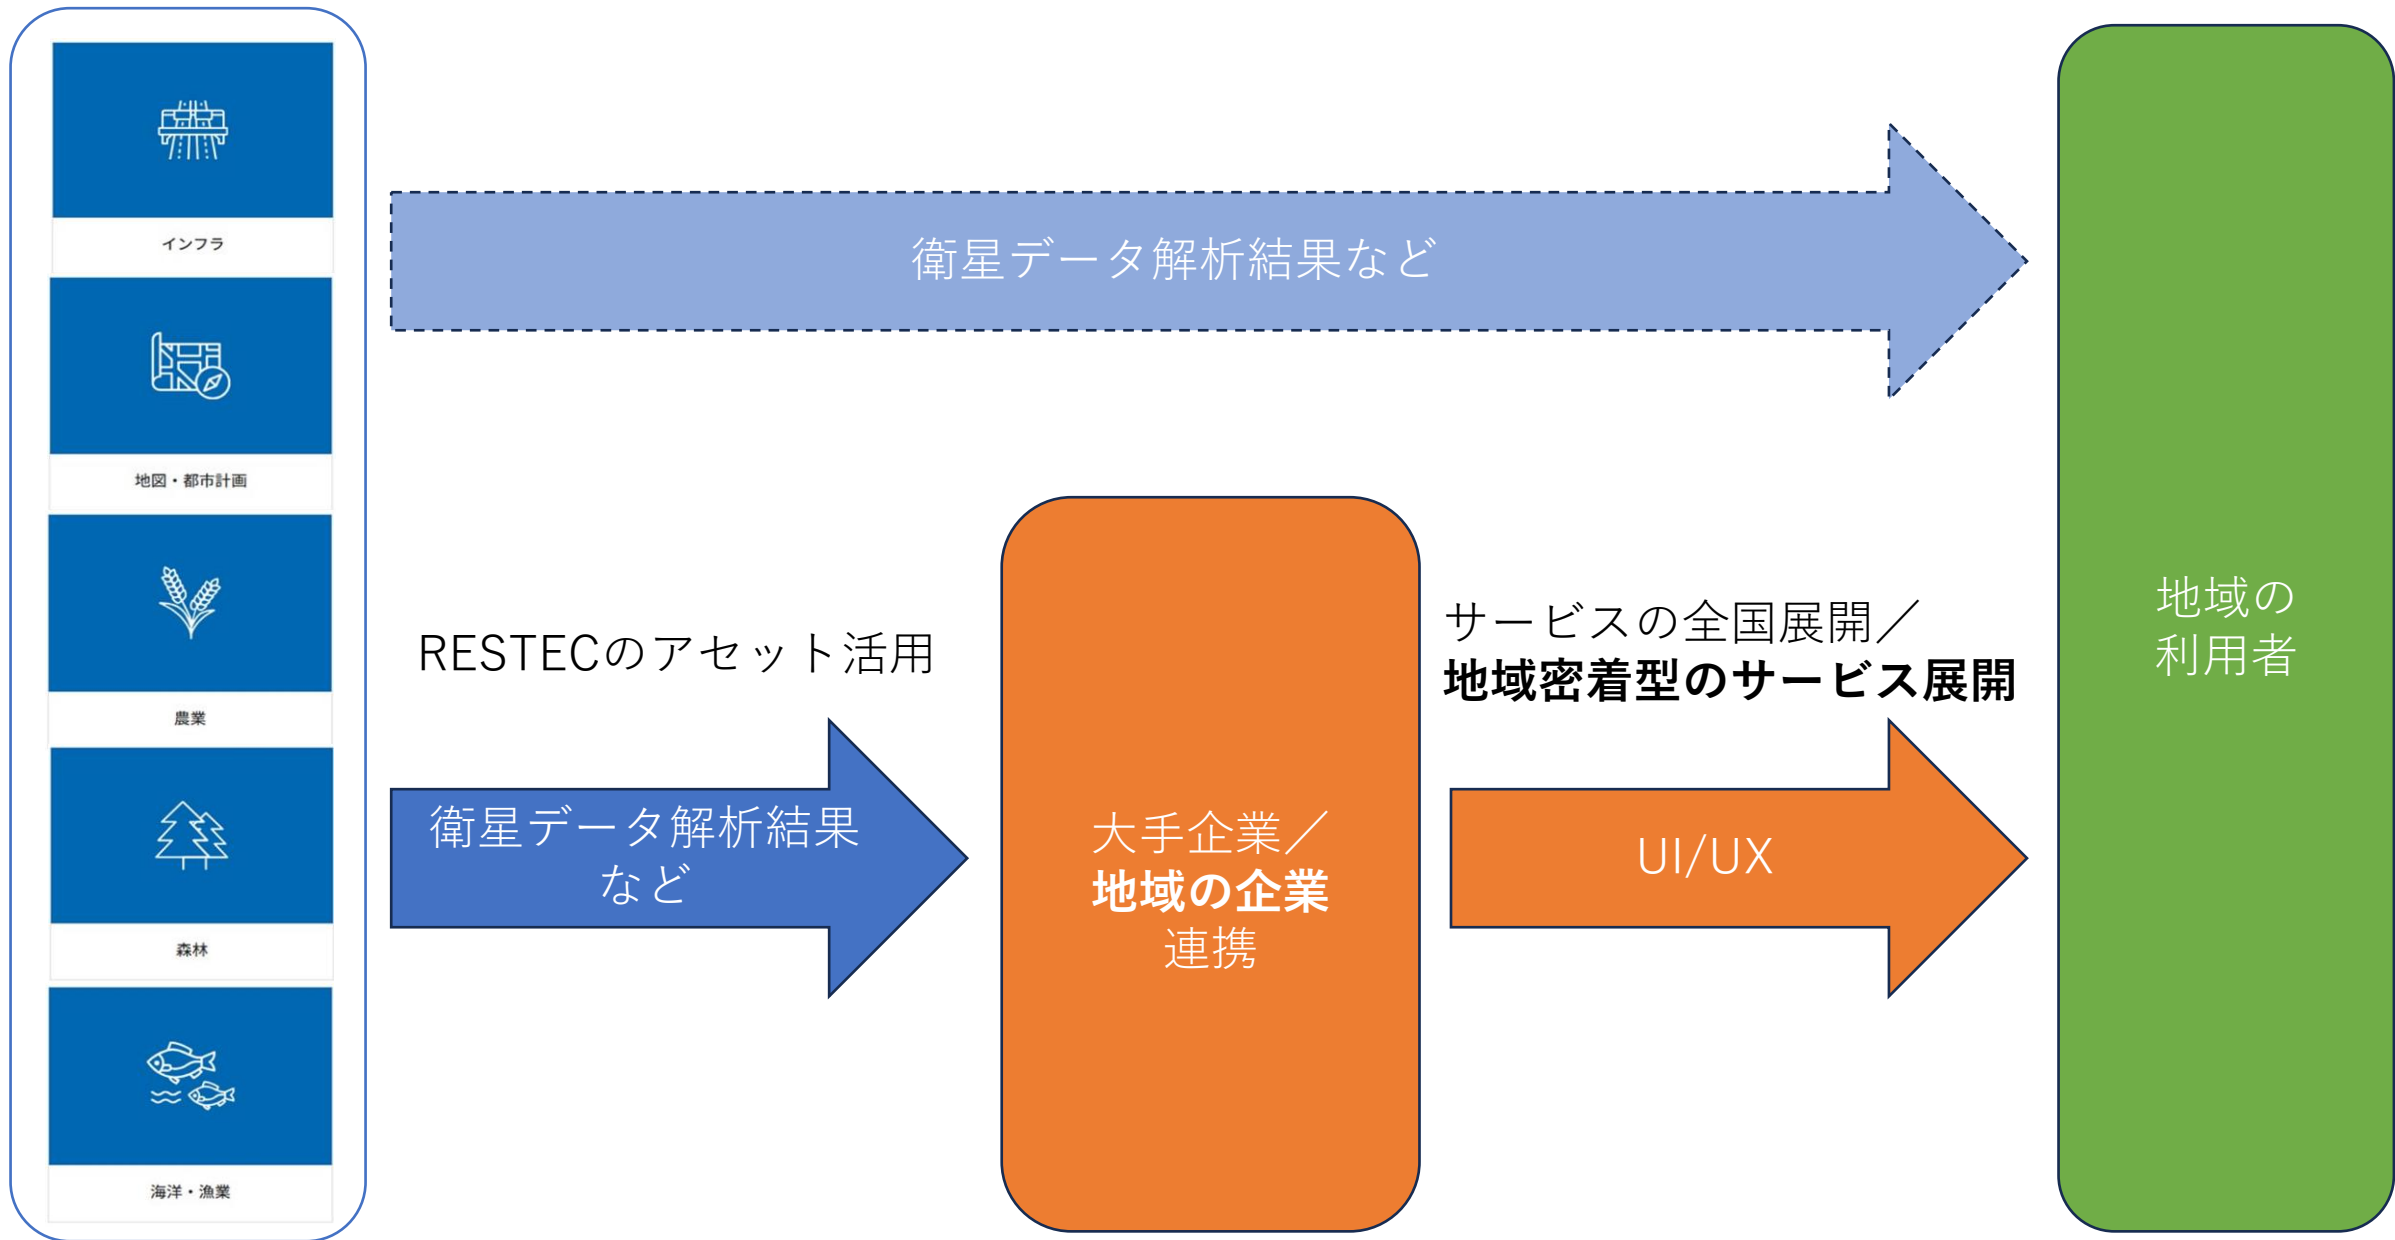 インフラ
地図・都市計画
農業
森林
海洋・漁業
衛星データ解析結果など
RESTECのアセット活用
衛星データ解析結果
など
大手企業／
地域の企業
連携
サービスの全国展開／
地域密着型のサービス展開
UI/UX
地域の
利用者